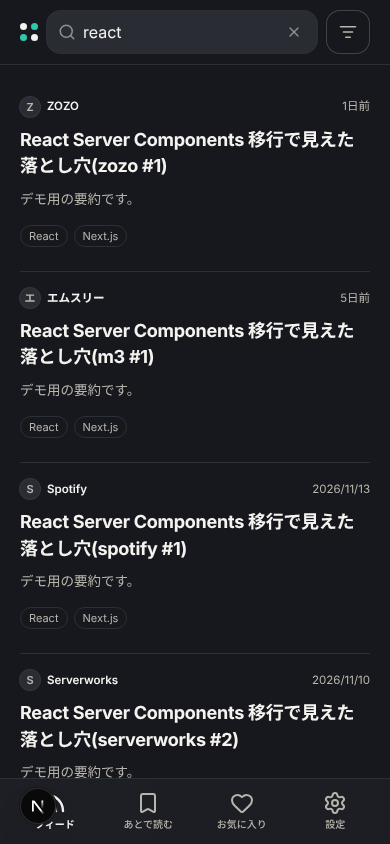 react
Z ZOZO 1日前
React Server Components 移行で見えた
落とし穴(zozo #1)
デモ用の要約です。
React Next.js
エ エムスリー 5日前
React Server Components 移行で見えた
落とし穴(m3 #1)
デモ用の要約です。
React Next.js
S Spotify 2026/11/13
React Server Components 移行で見えた
落とし穴(spotify #1)
デモ用の要約です。
React Next.js
S Serverworks 2026/11/10
React Server Components 移行で見えた
落とし穴(serverworks #2)
デモ用の要約です。
N
フィード あとで読む お気に入り 設定